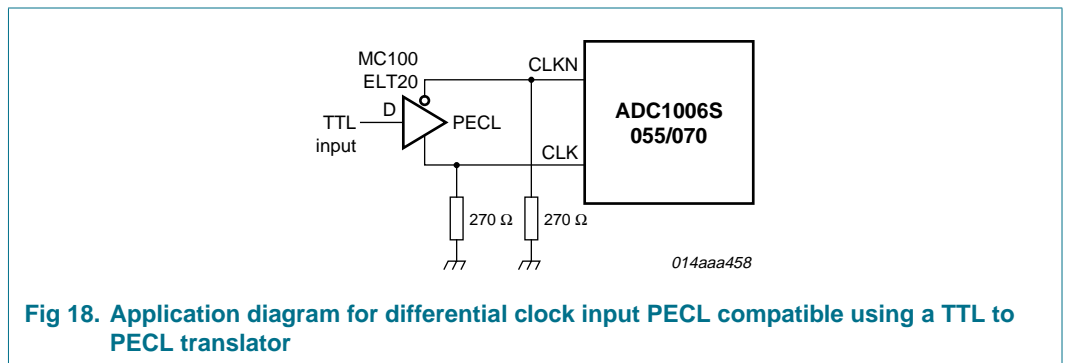 MC100
ELT20
CLKN
D
TTL
input
PECL
ADC1006S
055/070
CLK
270 Ω
270 Ω
014aaa458
Fig 18. Application diagram for differential clock input PECL compatible using a TTL to
PECL translator